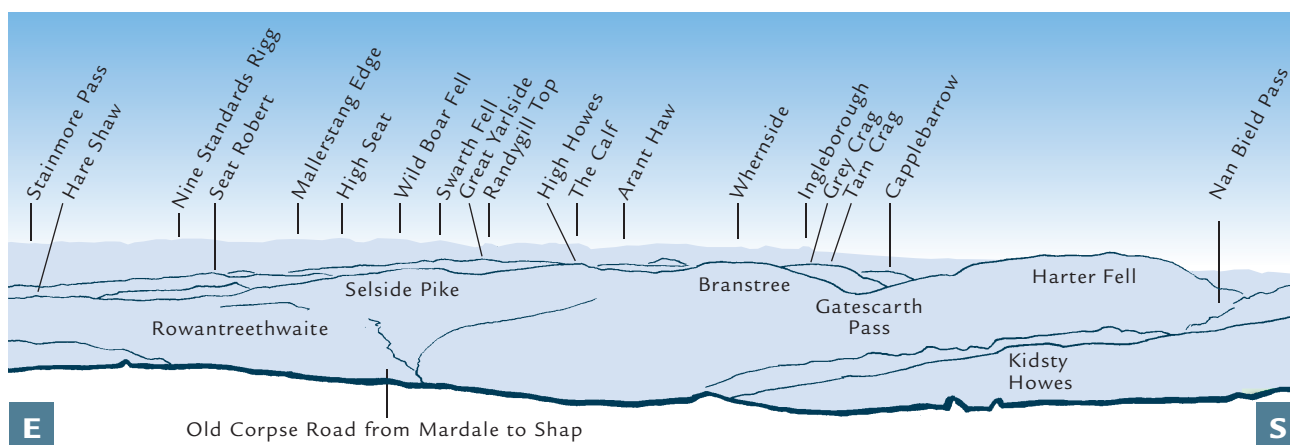 Stainmore Pass
Hare Shaw
Nine Standards Rigg
Seat Robert
Mallerstang Edge
High Seat
Wild Boar Fell
Swarth Fell
Great Yarlside
Randygill Top
High Howes
The Calf
Arant Haw
Whernside
Ingleborough
Grey Crag
Tarn Crag
Capplebarrow
Nan Bield Pass
Selside Pike
Branstree
Harter Fell
Rowantreethwaite
Gatescarth
Pass
Kidsty
Howes
E
S
Old Corpse Road from Mardale to Shap